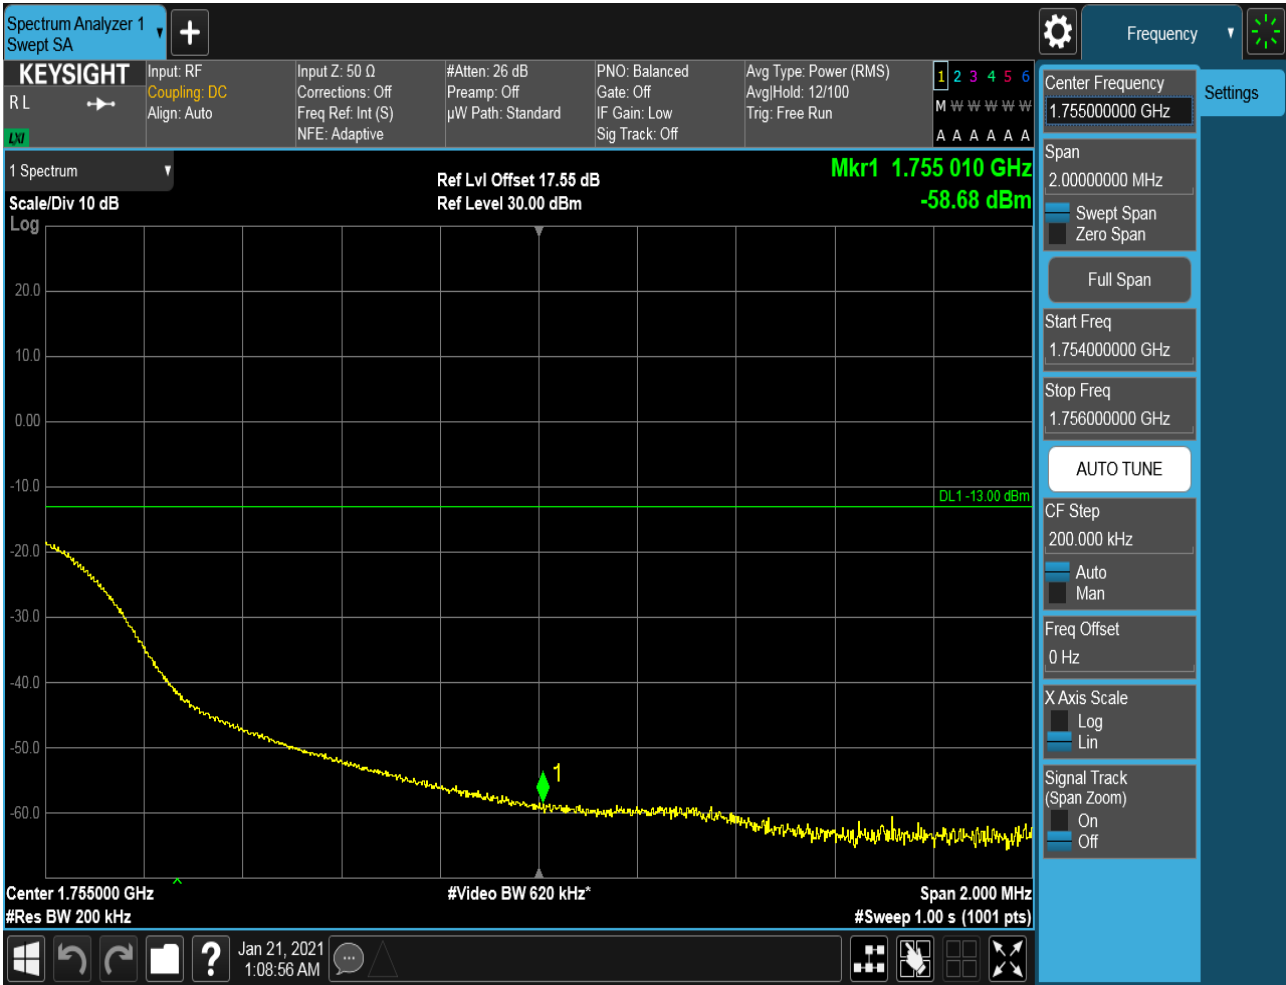 Spectrum Analyzer 1
Swept SA
Frequency
KEYSIGHT
R L
LXI
Input: RF
Coupling: DC
Align: Auto
Input Z: 50 Ω
Corrections: Off
Freq Ref: Int (S)
NFE: Adaptive
#Atten: 26 dB
Preamp: Off
µW Path: Standard
PNO: Balanced
Gate: Off
IF Gain: Low
Sig Track: Off
Avg Type: Power (RMS)
Avg|Hold: 12/100
Trig: Free Run
1 2 3 4 5 6
M W W W W W
A A A A A A
1 Spectrum
Scale/Div 10 dB
Log
Ref Lvl Offset 17.55 dB
Ref Level 30.00 dBm
Mkr1 1.755 010 GHz
-58.68 dBm
20.0
10.0
0.00
-10.0
DL1 -13.00 dBm
-20.0
-30.0
-40.0
-50.0
1
-60.0
Center 1.755000 GHz
#Video BW 620 kHz*
Span 2.000 MHz
#Res BW 200 kHz
#Sweep 1.00 s (1001 pts)
?
Jan 21, 2021
1:08:56 AM
Center Frequency
1.755000000 GHz
Settings
Span
2.00000000 MHz
Swept Span
Zero Span
Full Span
Start Freq
1.754000000 GHz
Stop Freq
1.756000000 GHz
AUTO TUNE
CF Step
200.000 kHz
Auto
Man
Freq Offset
0 Hz
X Axis Scale
Log
Lin
Signal Track
(Span Zoom)
On
Off